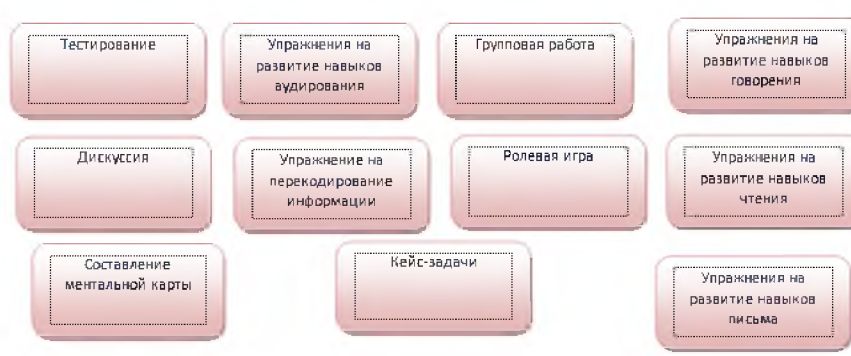 Тестирование
Упражнения на
развитие навыков
аудирования
Групповая работа
Упражнения на
развитие навыков
говорения
Дискуссия
Упражнение на
перекодирование
информации
Ролевая игра
Упражнения на
развитие навыков
чтения
Составление
ментальной карты
Кейс-задачи
Упражнения на
развитие навыков
письма